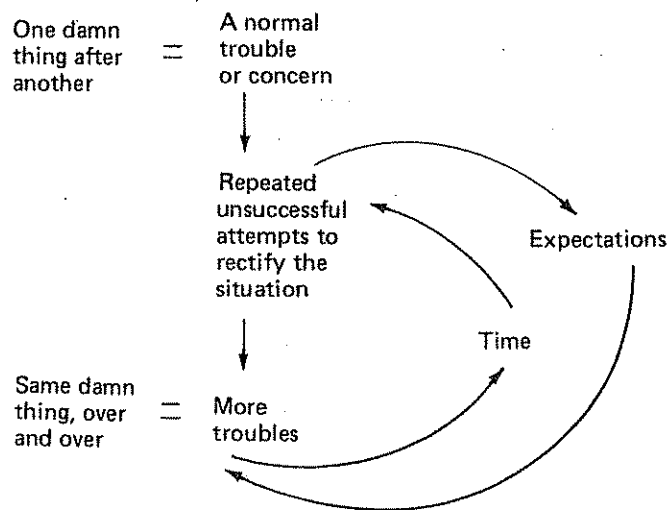 One damn
thing after
another
=
A normal
trouble
or concern
Repeated
unsuccessful
attempts to
rectify the
situation
Expectations
Time
Same damn
thing, over
and over
=
More
troubles